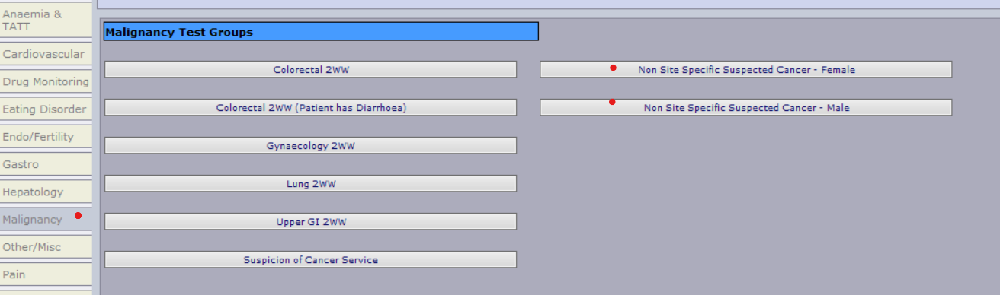 Anaemia &
TATT
Cardiovascular
Drug Monitoring
Eating Disorder
Endo/Fertility
Gastro
Hepatology
Malignancy
Other/Misc
Pain
Malignancy Test Groups
Colorectal 2WW
Colorectal 2WW (Patient has Diarrhoea)
Gynaecology 2WW
Lung 2WW
Upper GI 2WW
Suspicion of Cancer Service
Non Site Specific Suspected Cancer - Female
Non Site Specific Suspected Cancer - Male